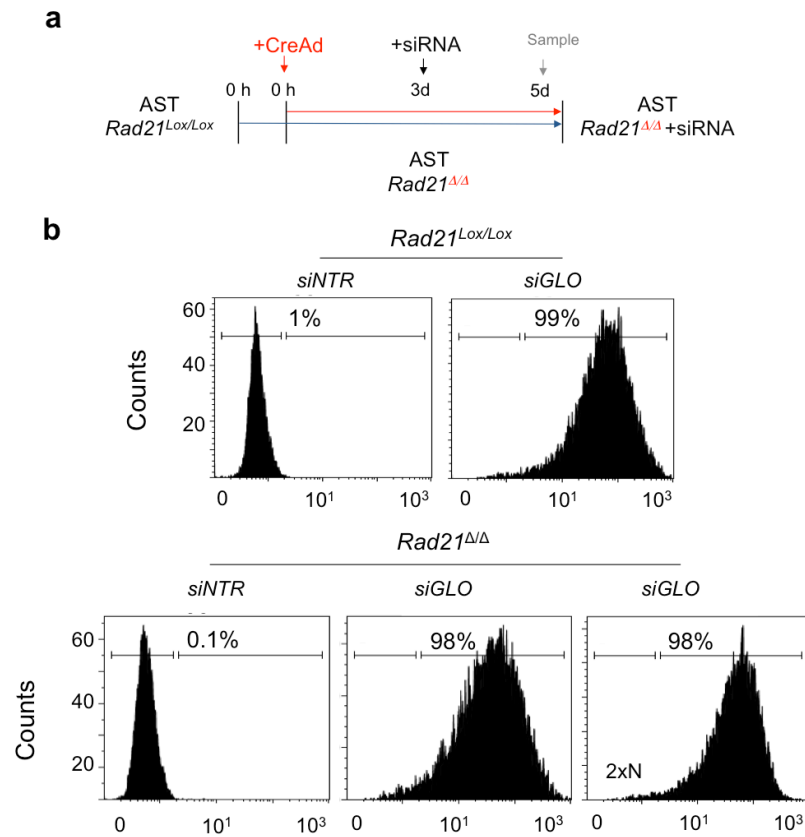 a
+CreAd
+siRNA
Sample
0 h
0 h
3d
5d
AST
Rad21Lox/Lox
AST
Rad21Δ/Δ +siRNA
AST
Rad21Δ/Δ
b
Rad21Lox/Lox
siNTR
siGLO
60
40
20
Counts
1%
99%
0
10¹
10³
0
10¹
10³
Rad21Δ/Δ
siNTR
siGLO
siGLO
60
40
20
Counts
0.1%
98%
98%
2xN
0
10¹
10³
0
10¹
10³
0
10¹
10³